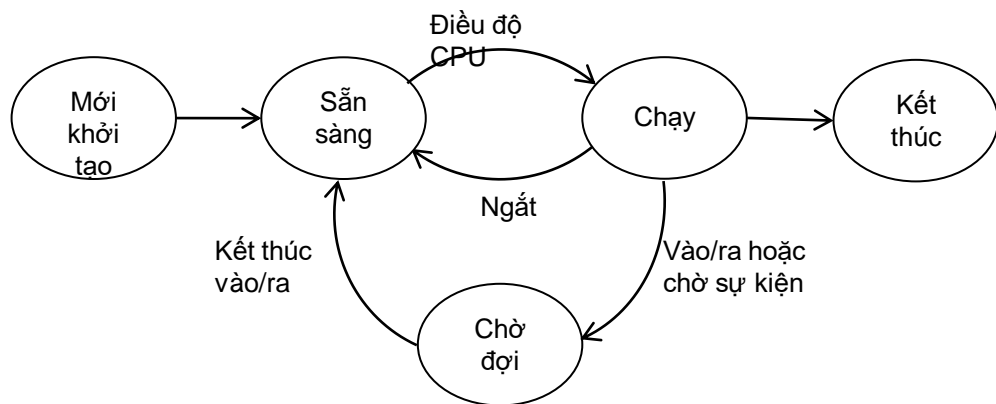 Điều độ
CPU
Mới
khởi
tạo
Sẵn
sàng
Chạy
Kết
thúc
Ngắt
Kết thúc
vào/ra
Vào/ra hoặc
chờ sự kiện
Chờ
đợi